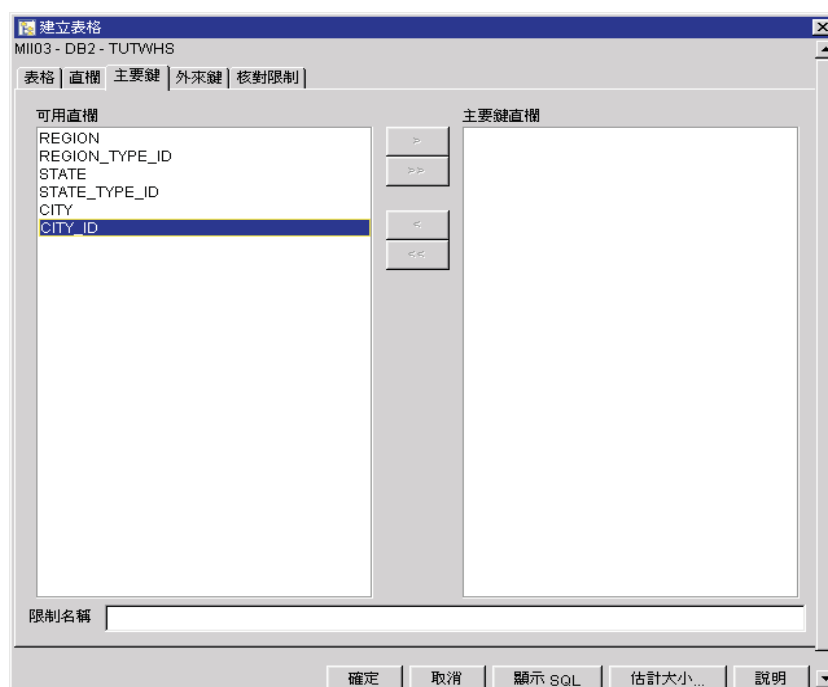 建立表格
MII03 - DB2 - TUTWHS
表格 直欄 主要鍵 外來鍵 核對限制
可用直欄 主要鍵直欄
REGION
REGION_TYPE_ID
STATE
STATE_TYPE_ID
CITY
CITY_ID
>
>>
<
<<
限制名稱
確定 取消 顯示 SQL 估計大小... 說明